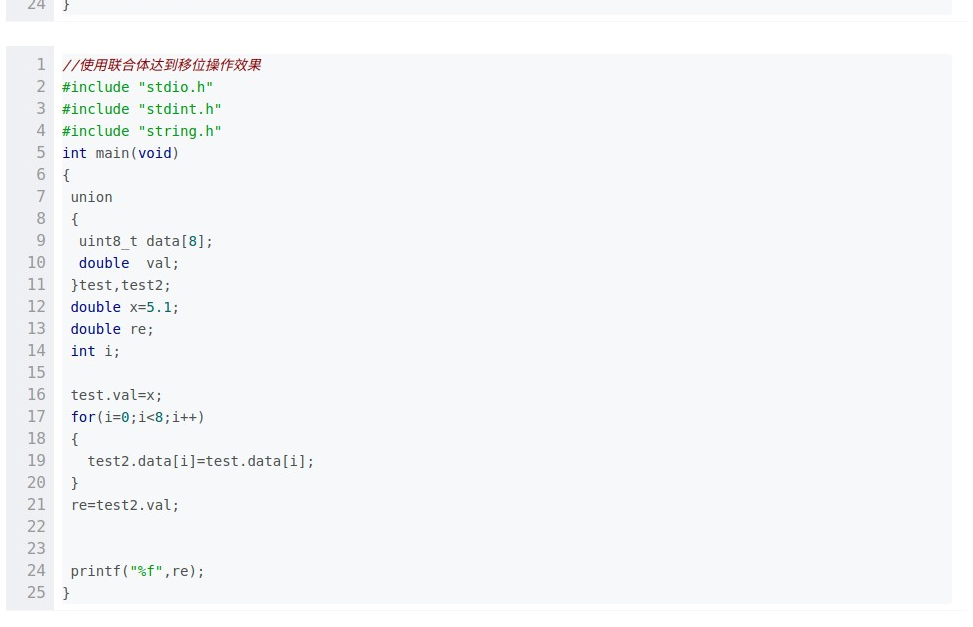 24 }
1 //使用联合体达到移位操作效果
2 #include "stdio.h"
3 #include "stdint.h"
4 #include "string.h"
5 int main(void)
6 {
7  union
8  {
9   uint8_t data[8];
10   double  val;
11  }test,test2;
12  double x=5.1;
13  double re;
14  int i;
15
16  test.val=x;
17  for(i=0;i<8;i++)
18  {
19    test2.data[i]=test.data[i];
20  }
21  re=test2.val;
22
23
24  printf("%f",re);
25 }